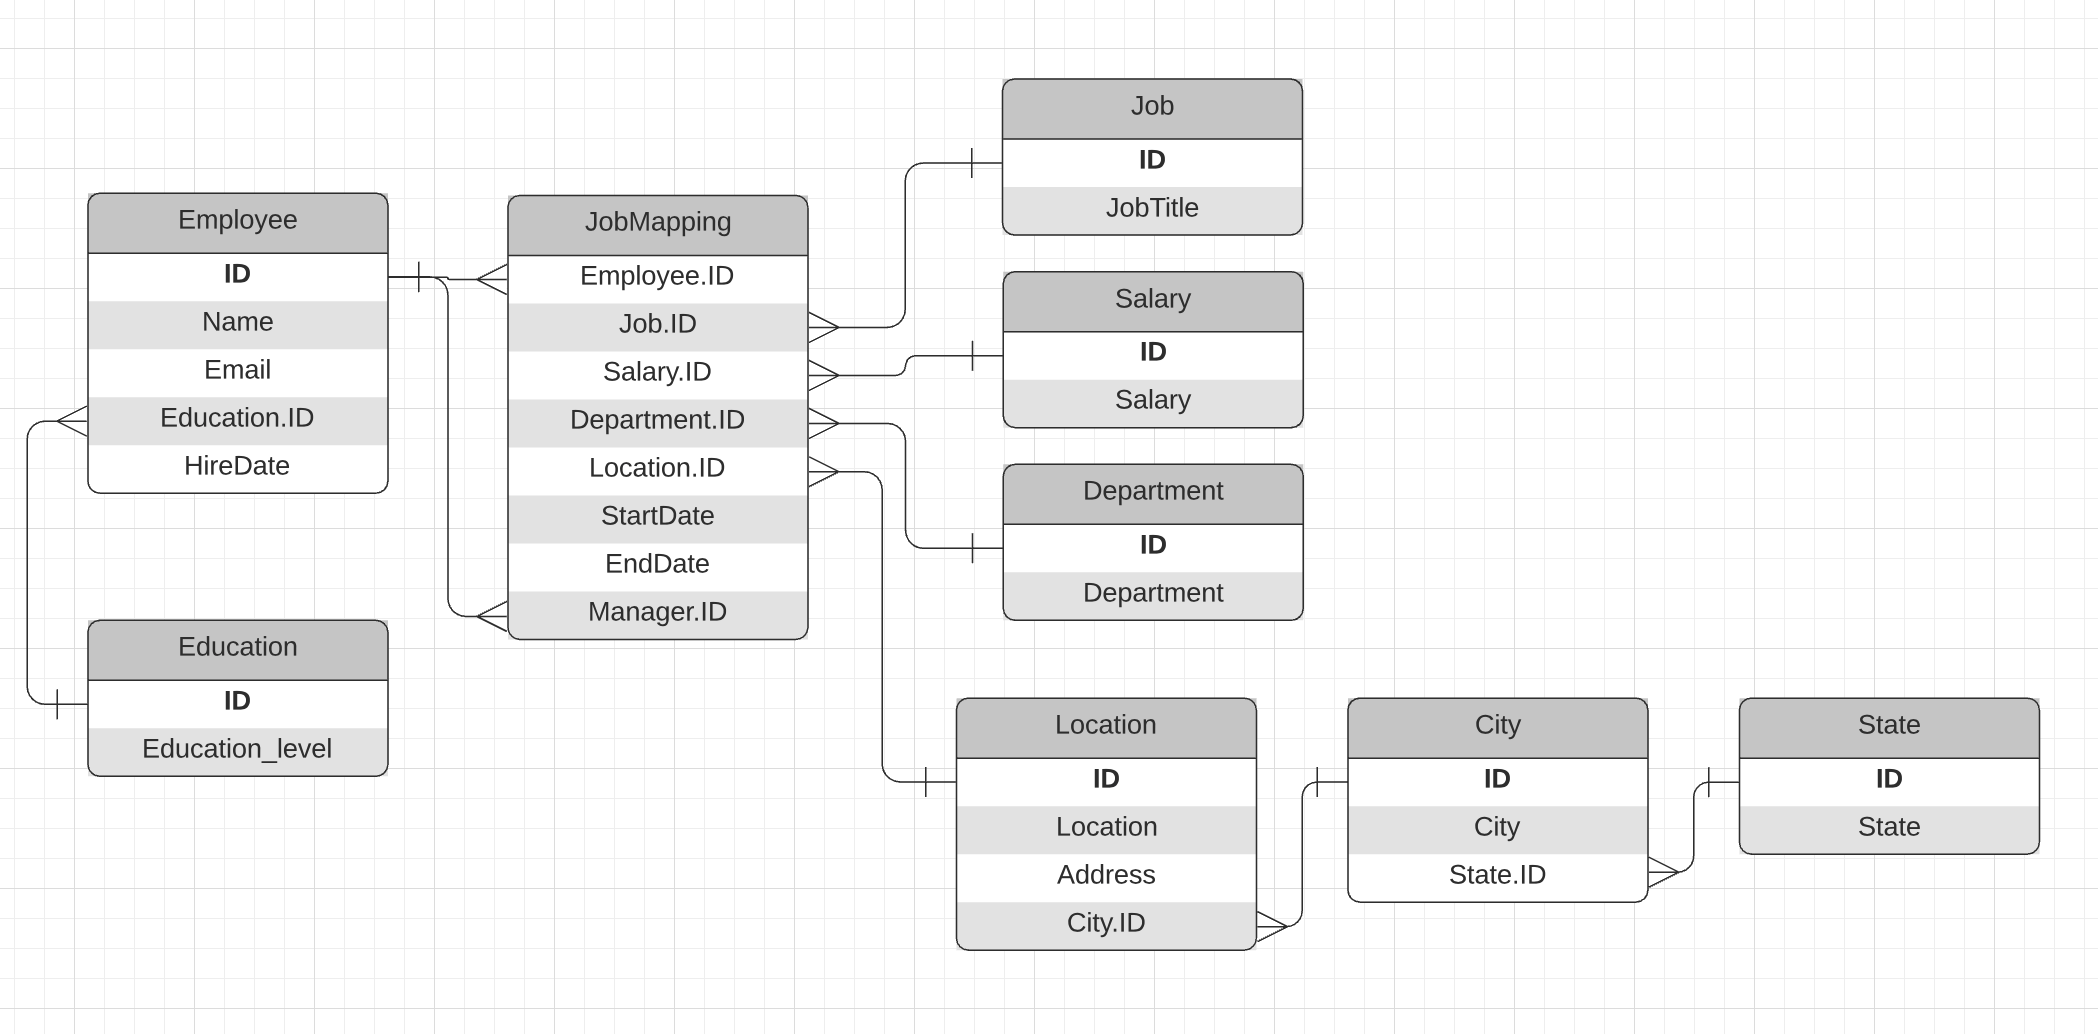 Employee
ID
Name
Email
Education.ID
HireDate
Education
ID
Education_level
JobMapping
Employee.ID
Job.ID
Salary.ID
Department.ID
Location.ID
StartDate
EndDate
Manager.ID
Job
ID
JobTitle
Salary
ID
Salary
Department
ID
Department
Location
ID
Location
Address
City.ID
City
ID
City
State.ID
State
ID
State